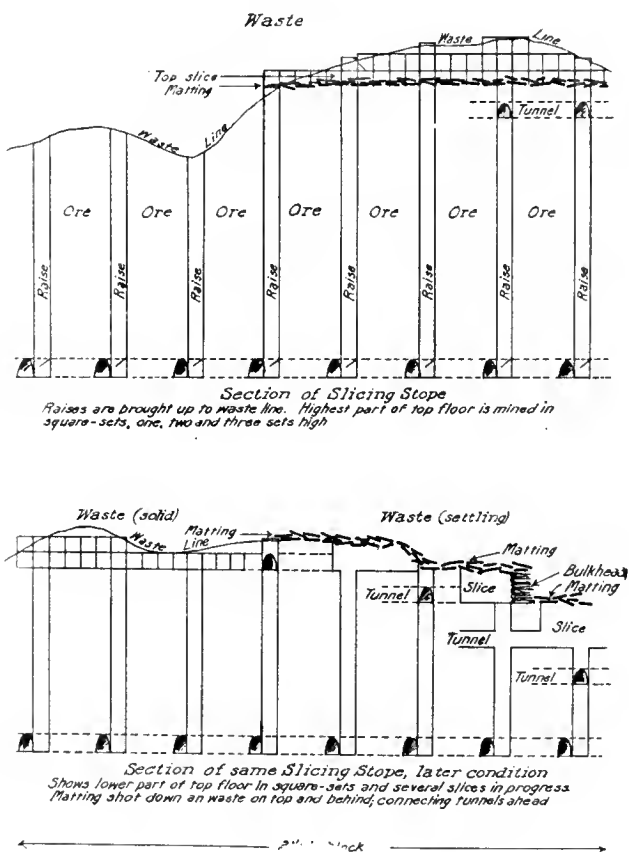 Waste
Waste Line
Top slice
Matting
Tunnel
Waste Line
Ore Ore Ore Ore Ore Ore Ore
Raise Raise Raise Raise Raise Raise Raise Raise
Section of Slicing Stope
Raises are brought up to waste line. Highest part of top floor is mined in
square-sets, one, two and three sets high
Waste (solid) Matting Line Waste (settling)
Waste Matting
Bulkhead
Matting
Tunnel Slice
Tunnel Slice
Tunnel
Section of same Slicing Stope, later condition
Shows lower part of top floor in square-sets and several slices in progress
Matting shot down an waste on top and behind; connecting tunnels ahead